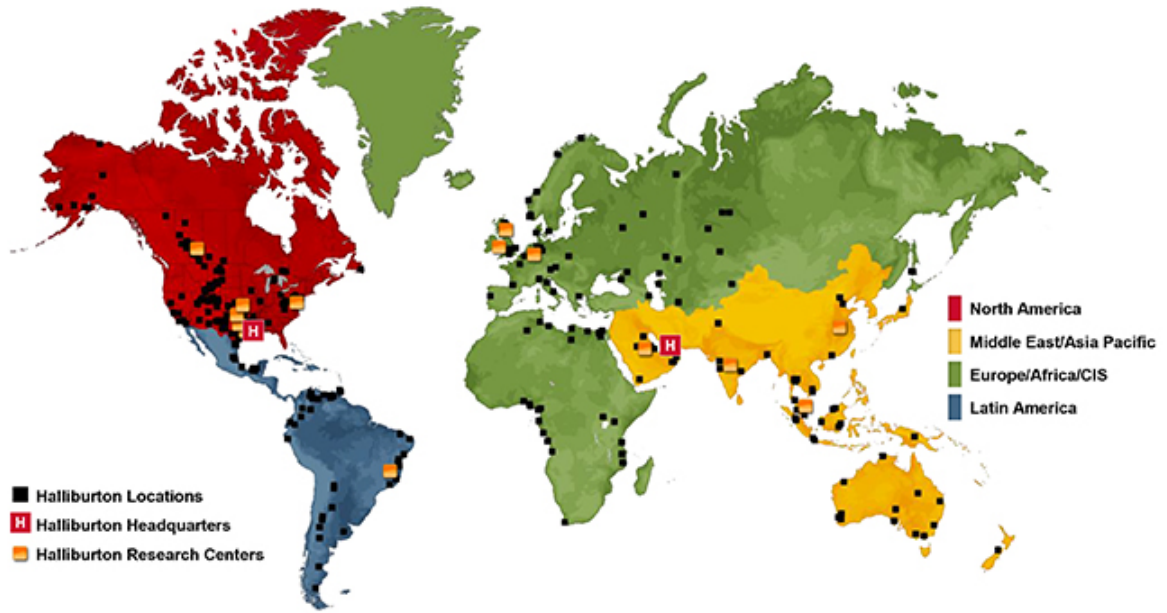 H
H
North America
Middle East/Asia Pacific
Europe/Africa/CIS
Latin America
Halliburton Locations
H Halliburton Headquarters
Halliburton Research Centers